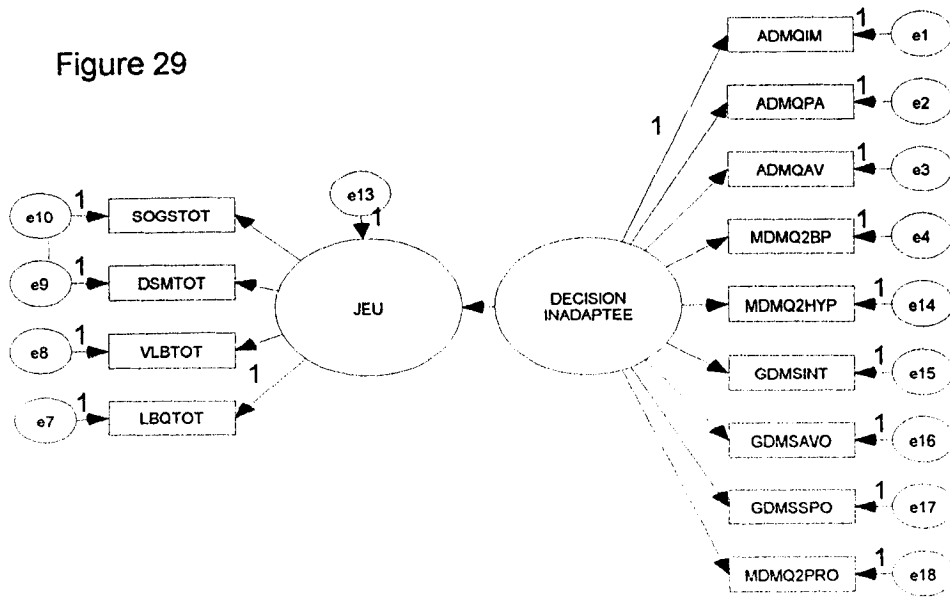 Figure 29
1
ADMQIM
1
e1
ADMQPA
1
e2
ADMQAV
1
e3
MDMQ2BP
1
e4
MDMQ2HYP
1
e14
GDMSINT
1
e15
GDMSAVO
1
e16
GDMSSPO
1
e17
MDMQ2PRO
1
e18
DECISION
INADAPTEE
e13
1
JEU
e10
1
SOGSTOT
e9
1
DSMTOT
e8
1
VLBTOT
1
e7
1
LBQTOT